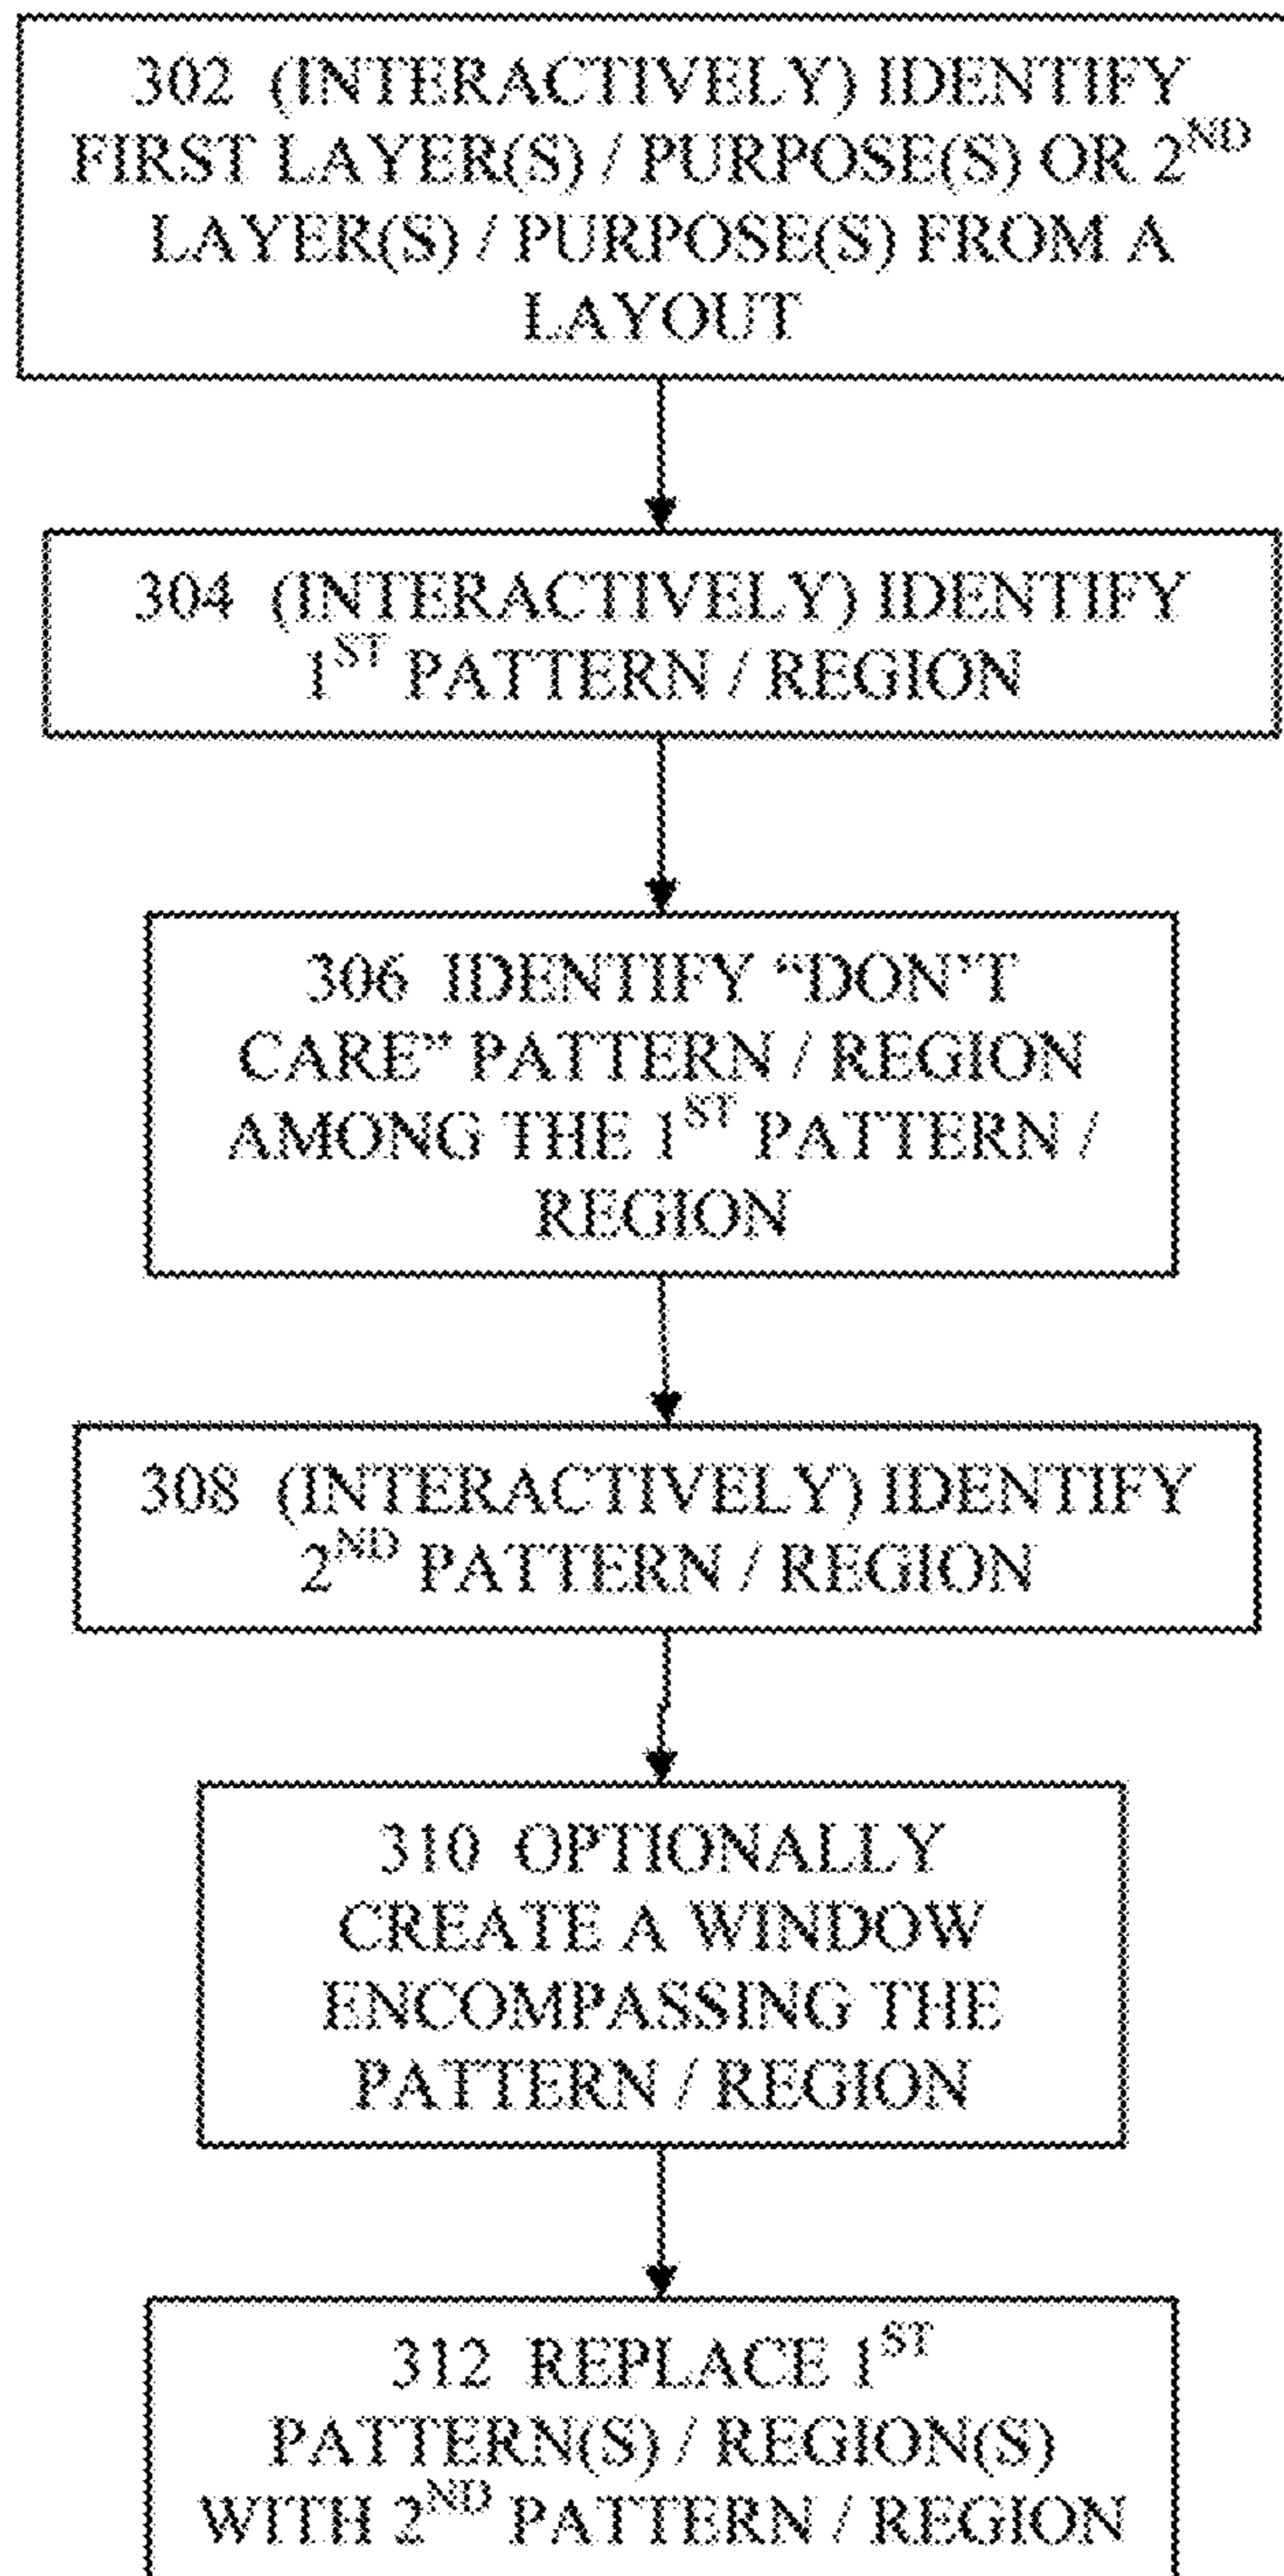 302 (INTERACTIVELY) IDENTIFY
FIRST LAYER(S) / PURPOSE(S) OR 2ND
LAYER(S) / PURPOSE(S) FROM A
LAYOUT
304 (INTERACTIVELY) IDENTIFY
1ST PATTERN / REGION
306 IDENTIFY “DON’T
CARE” PATTERN / REGION
AMONG THE 1ST PATTERN /
REGION
308 (INTERACTIVELY) IDENTIFY
2ND PATTERN / REGION
310 OPTIONALLY
CREATE A WINDOW
ENCOMPASSING THE
PATTERN / REGION
312 REPLACE 1ST
PATTERN(S) / REGION(S)
WITH 2ND PATTERN / REGION